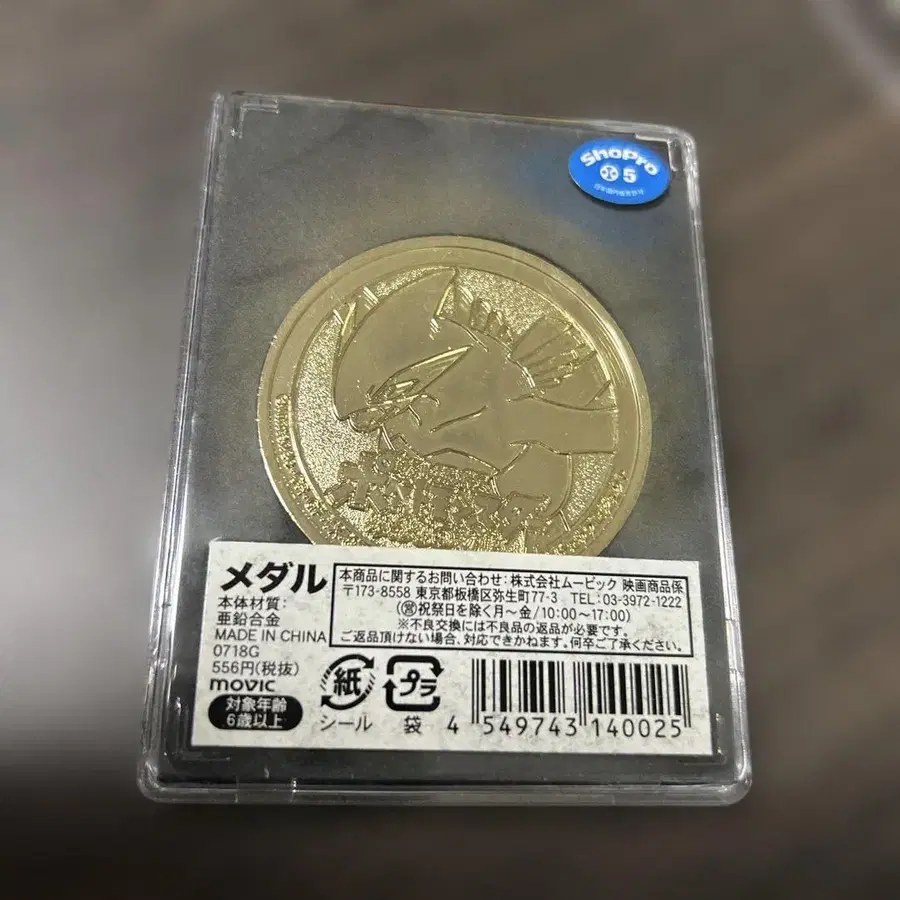 ShoPro
5
メダル
本体材質:
亜鉛合金
MADE IN CHINA
0718G
556円(税抜)
movic
対象年齢
6歳以上
本商品に関するお問い合わせ:株式会社ムービック 映画商品係
〒173-8558 東京都板橋区弥生町77-3 TEL:03-3972-1222
(㊡祝祭日を除く月~金/10:00~17:00)
※不良交換には不良品の返品が必要です。
ご返品頂けない場合、対応できかねます。何卒ご了承ください。
紙
シール
プラ
袋
4 549743 140025